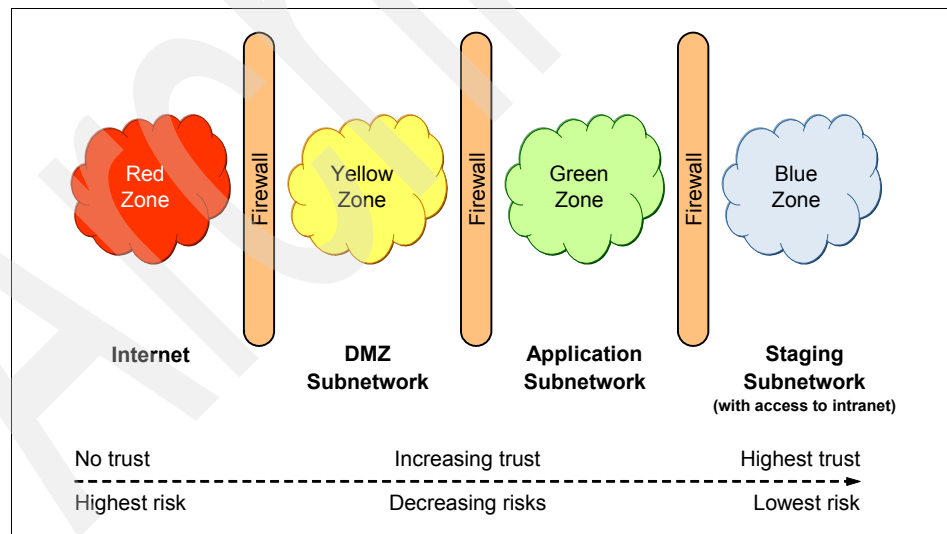 Red
Zone
Firewall
Yellow
Zone
Firewall
Green
Zone
Firewall
Blue
Zone
Internet
DMZ
Subnetwork
Application
Subnetwork
Staging
Subnetwork
(with access to intranet)
No trust
Increasing trust
Highest trust
Highest risk
Decreasing risks
Lowest risk